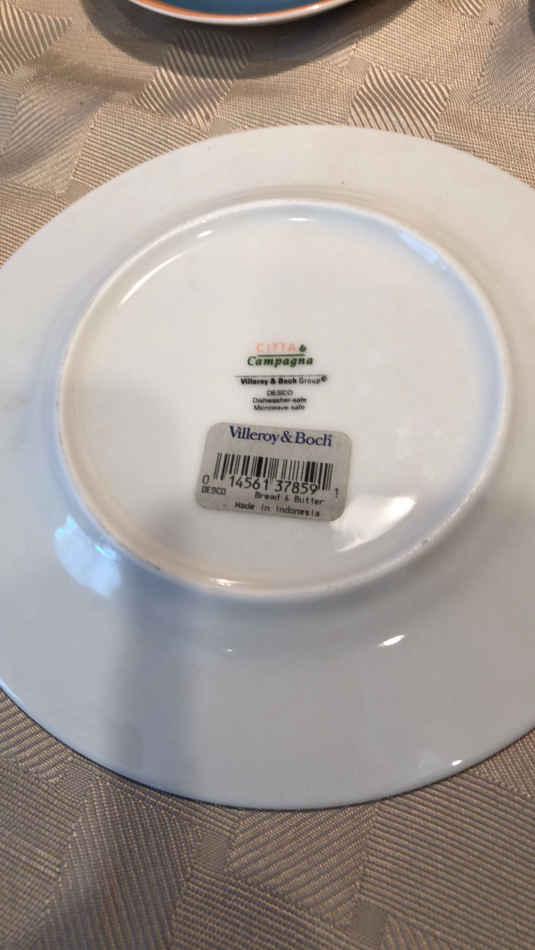 CITTA &
Campagna
Villeroy & Boch Group©
DESCO
Dishwasher-safe
Microwave-safe
Villeroy & Boch
0 14561 37859 1
DESCO Bread & Butter
Made in Indonesia